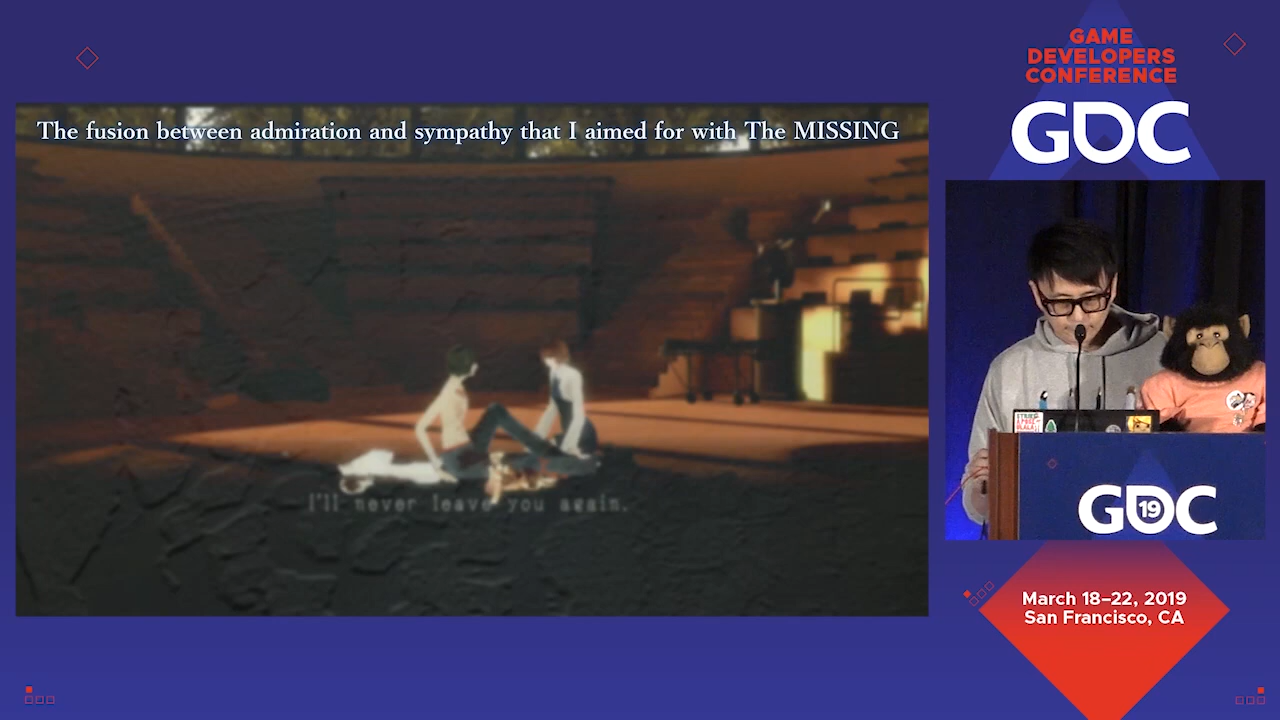 The fusion between admiration and sympathy that I aimed for with The MISSING
I'll never leave you again.
GAME
DEVELOPERS
CONFERENCE
GDC
GDC
19
March 18–22, 2019
San Francisco, CA